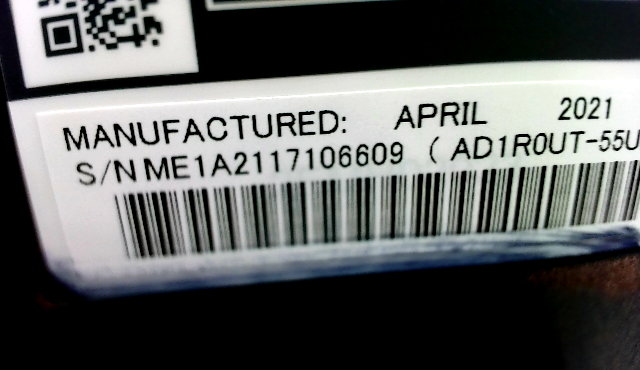 MANUFACTURED: APRIL 2021
S/N ME1A2117106609 ( AD1R0UT-55U